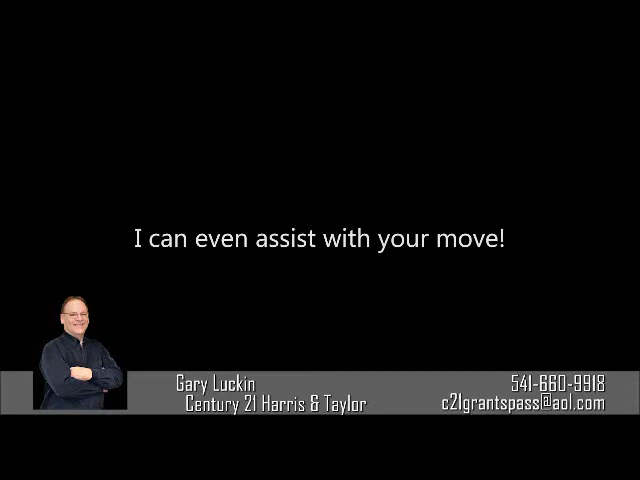 I can even assist with your move!
Gary Luckin
Century 21 Harris & Taylor
541-660-9918
c21grantspass@aol.com